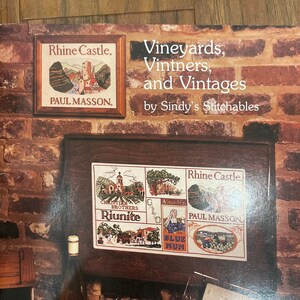 Rhine Castle.
PAUL MASSON.
Vineyards,
Vintners,
and Vintages
by Sindy's Stitchables
Rhine Castle.
PAUL MASSON.
BROTHERS
Riunite
BLUE
NUN